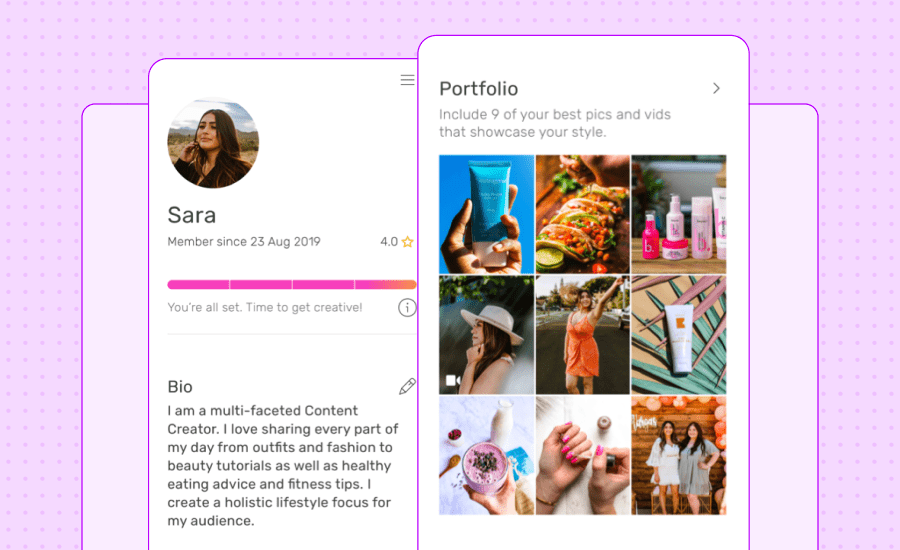 Sara
Member since 23 Aug 2019
4.0
You're all set. Time to get creative!
Bio
I am a multi-faceted Content
Creator. I love sharing every part of
my day from outfits and fashion to
beauty tutorials as well as healthy
eating advice and fitness tips. I
create a holistic lifestyle focus for
my audience.
Portfolio
Include 9 of your best pics and vids
that showcase your style.
b.